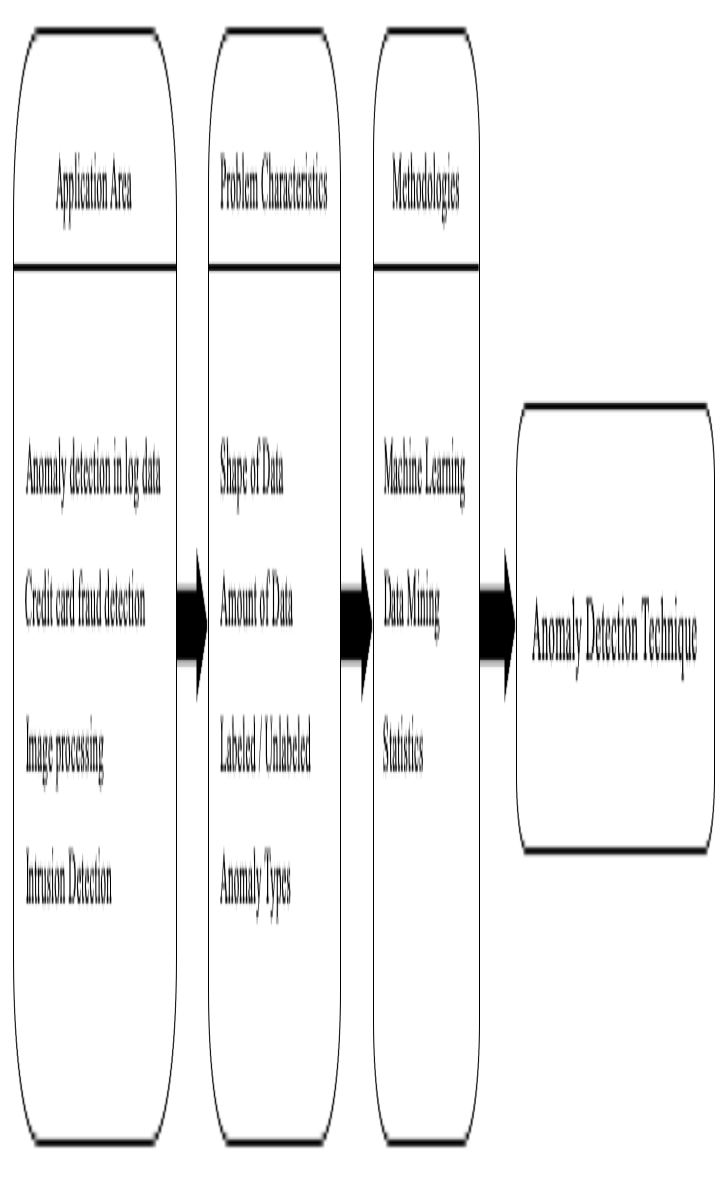 Application Area
Anomaly detection in log data
Credit card fraud detection
Image processing
Intrusion Detection
Problem Characteristics
Shape of Data
Amount of Data
Labeled / Unlabeled
Anomaly Types
Methodologies
Machine Learning
Data Mining
Statistics
Anomaly Detection Technique